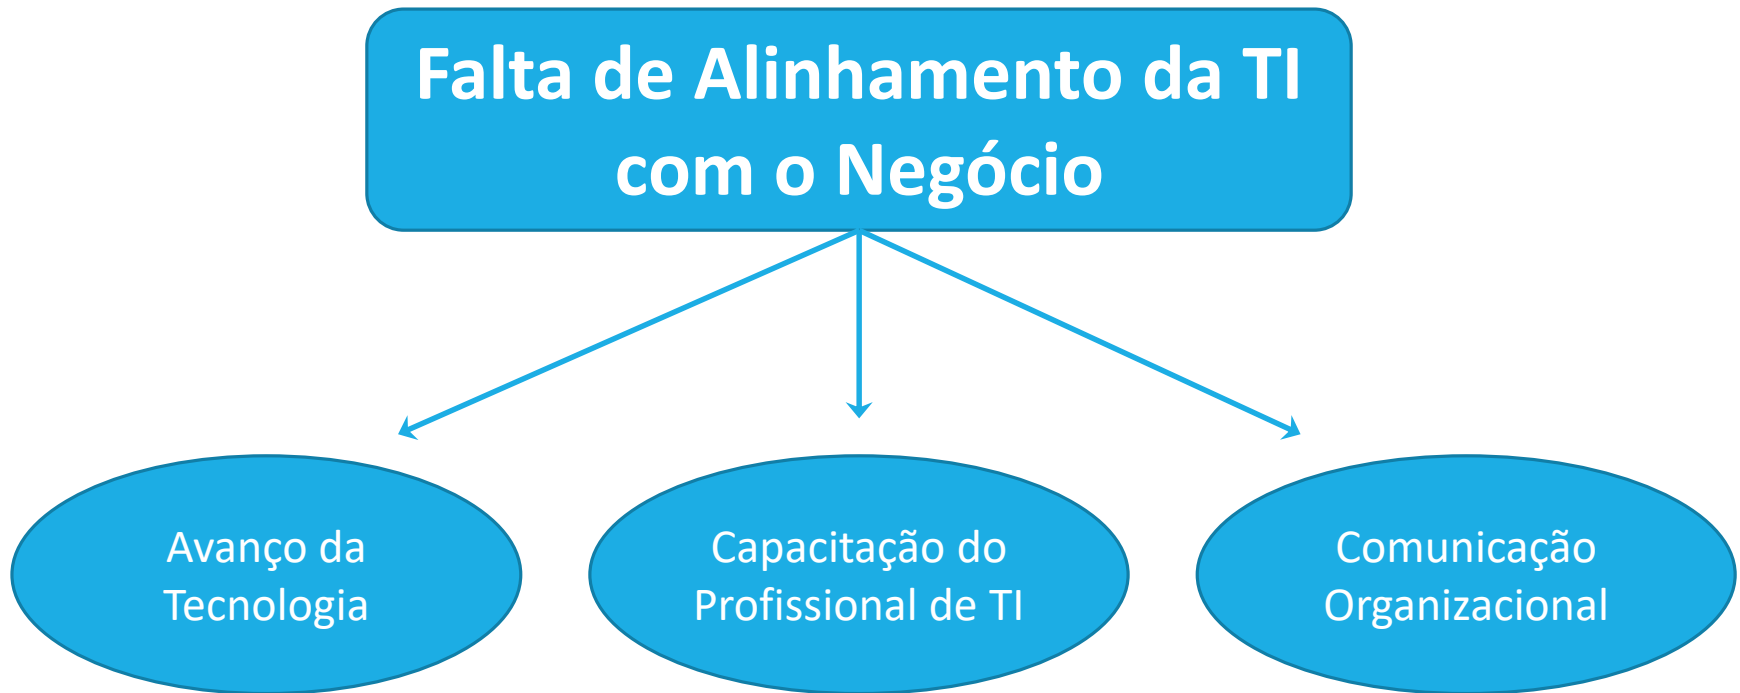 Falta de Alinhamento da TI
com o Negócio
Avanço da
Tecnologia
Capacitação do
Profissional de TI
Comunicação
Organizacional